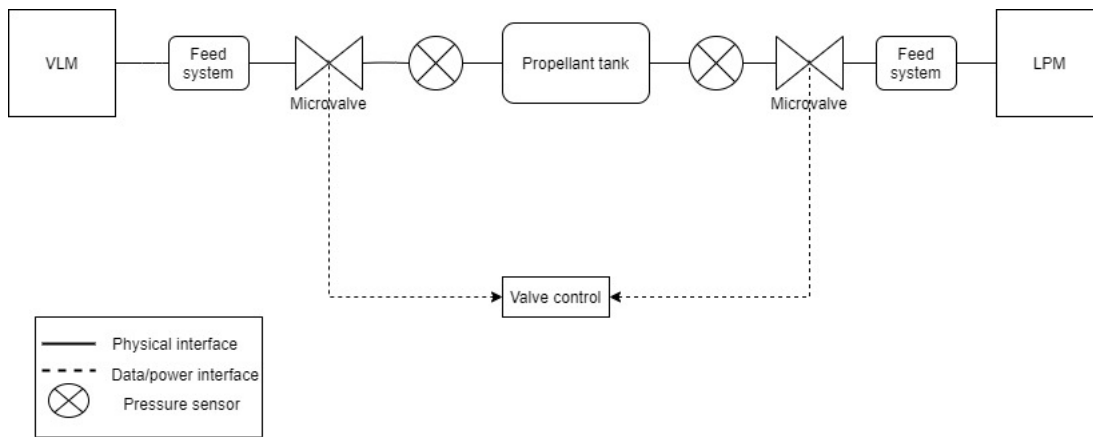 VLM
Feed
system
Microvalve
Propellant tank
Microvalve
Feed
system
LPM
Valve control
Physical interface
Data/power interface
Pressure sensor